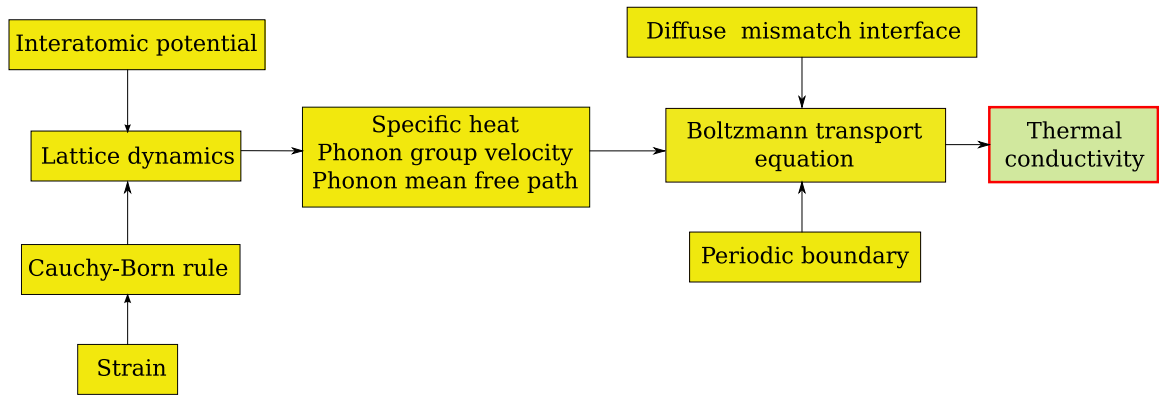 Interatomic potential
Lattice dynamics
Cauchy-Born rule
Strain
Specific heat
Phonon group velocity
Phonon mean free path
Diffuse  mismatch interface
Boltzmann transport
equation
Periodic boundary
Thermal
conductivity